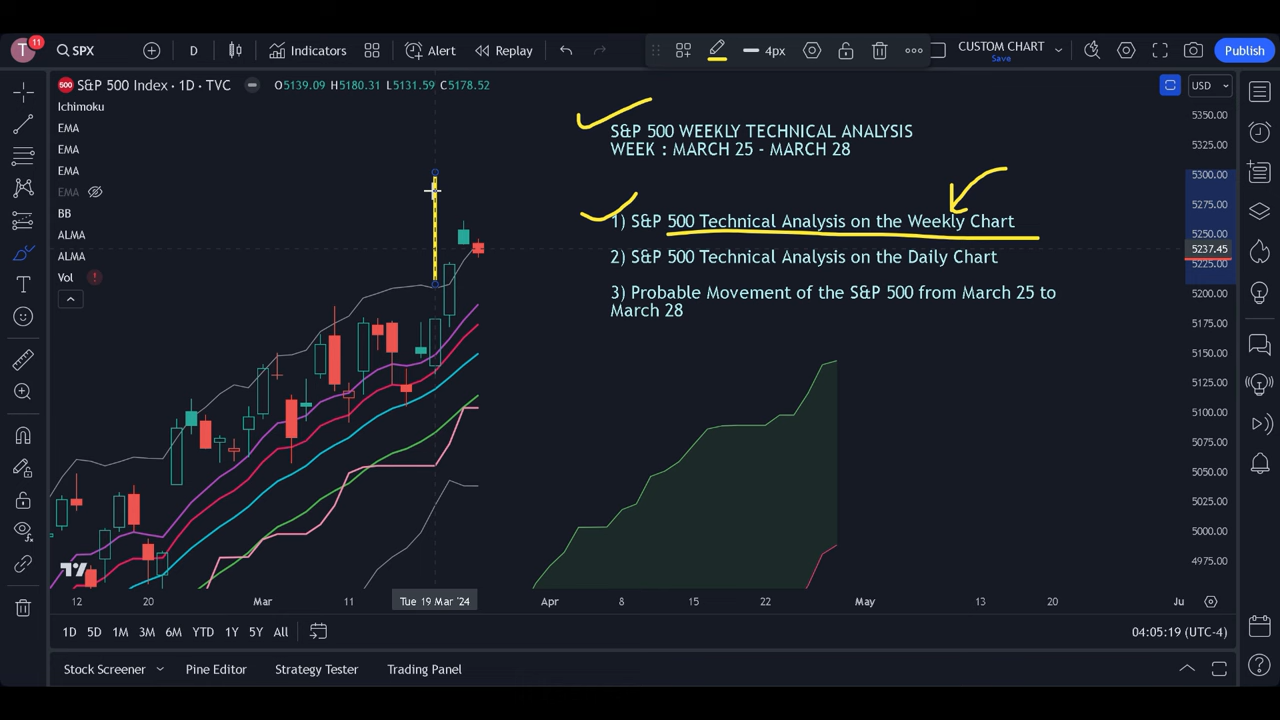 T
11
SPX
D
Indicators
Alert
Replay
4px
CUSTOM CHART
Save
Publish
500 S&P 500 Index · 1D · TVC O5139.09 H5180.31 L5131.59 C5178.52
USD
Ichimoku
EMA
EMA
EMA
EMA
BB
ALMA
ALMA
Vol
S&P 500 WEEKLY TECHNICAL ANALYSIS
WEEK : MARCH 25 - MARCH 28
1) S&P 500 Technical Analysis on the Weekly Chart
2) S&P 500 Technical Analysis on the Daily Chart
3) Probable Movement of the S&P 500 from March 25 to
March 28
5350.00
5325.00
5300.00
5275.00
5250.00
5237.45
5225.00
5200.00
5175.00
5150.00
5125.00
5100.00
5075.00
5050.00
5025.00
5000.00
4975.00
12 20 Mar 11 Tue 19 Mar '24 Apr 8 15 22 May 13 20 Ju
1D 5D 1M 3M 6M YTD 1Y 5Y All
04:05:19 (UTC-4)
Stock Screener Pine Editor Strategy Tester Trading Panel